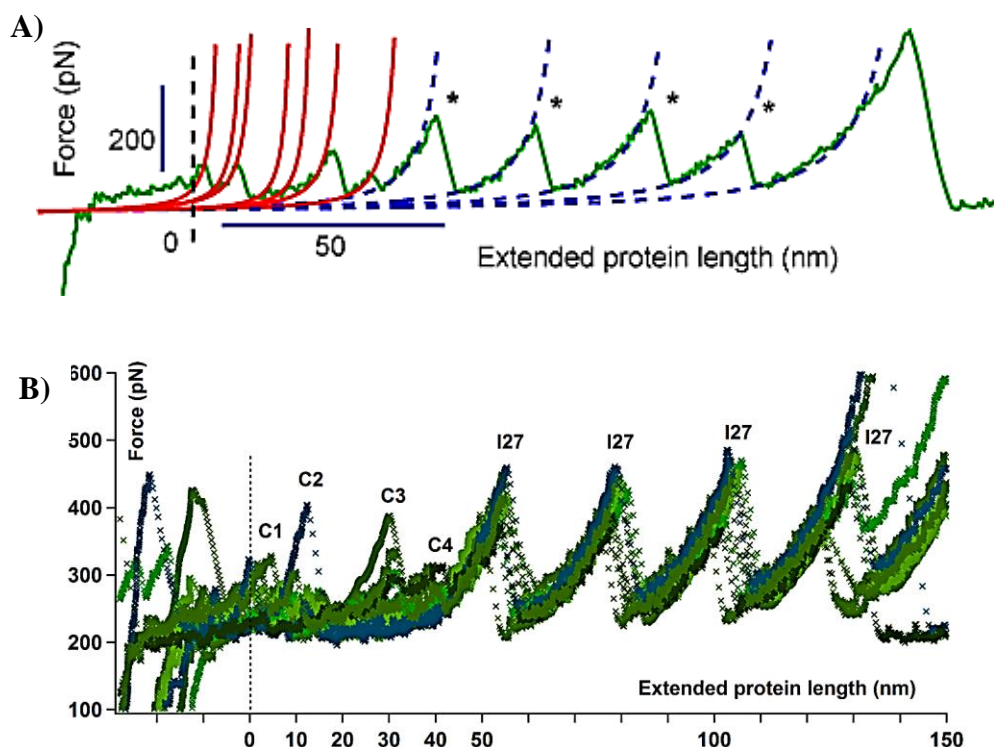 A)
Force (pN)
200
* * * *
0 50
Extended protein length (nm)
B)
Force (pN)
600
500
400
300
200
100
C1 C2 C3 C4 I27 I27 I27 I27
Extended protein length (nm)
0 10 20 30 40 50 100 150